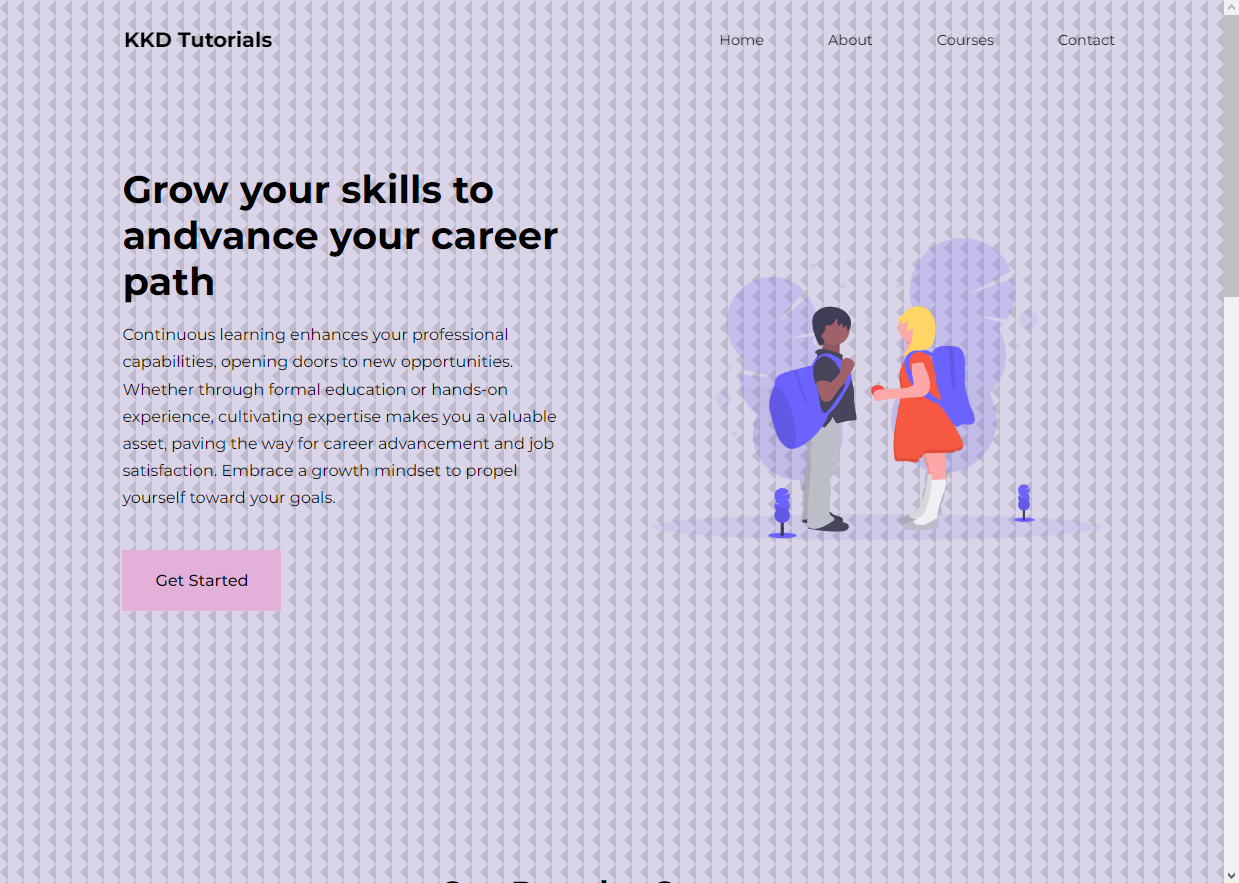 KKD Tutorials
Home About Courses Contact
Grow your skills to
andvance your career
path
Continuous learning enhances your professional
capabilities, opening doors to new opportunities.
Whether through formal education or hands-on
experience, cultivating expertise makes you a valuable
asset, paving the way for career advancement and job
satisfaction. Embrace a growth mindset to propel
yourself toward your goals.
Get Started